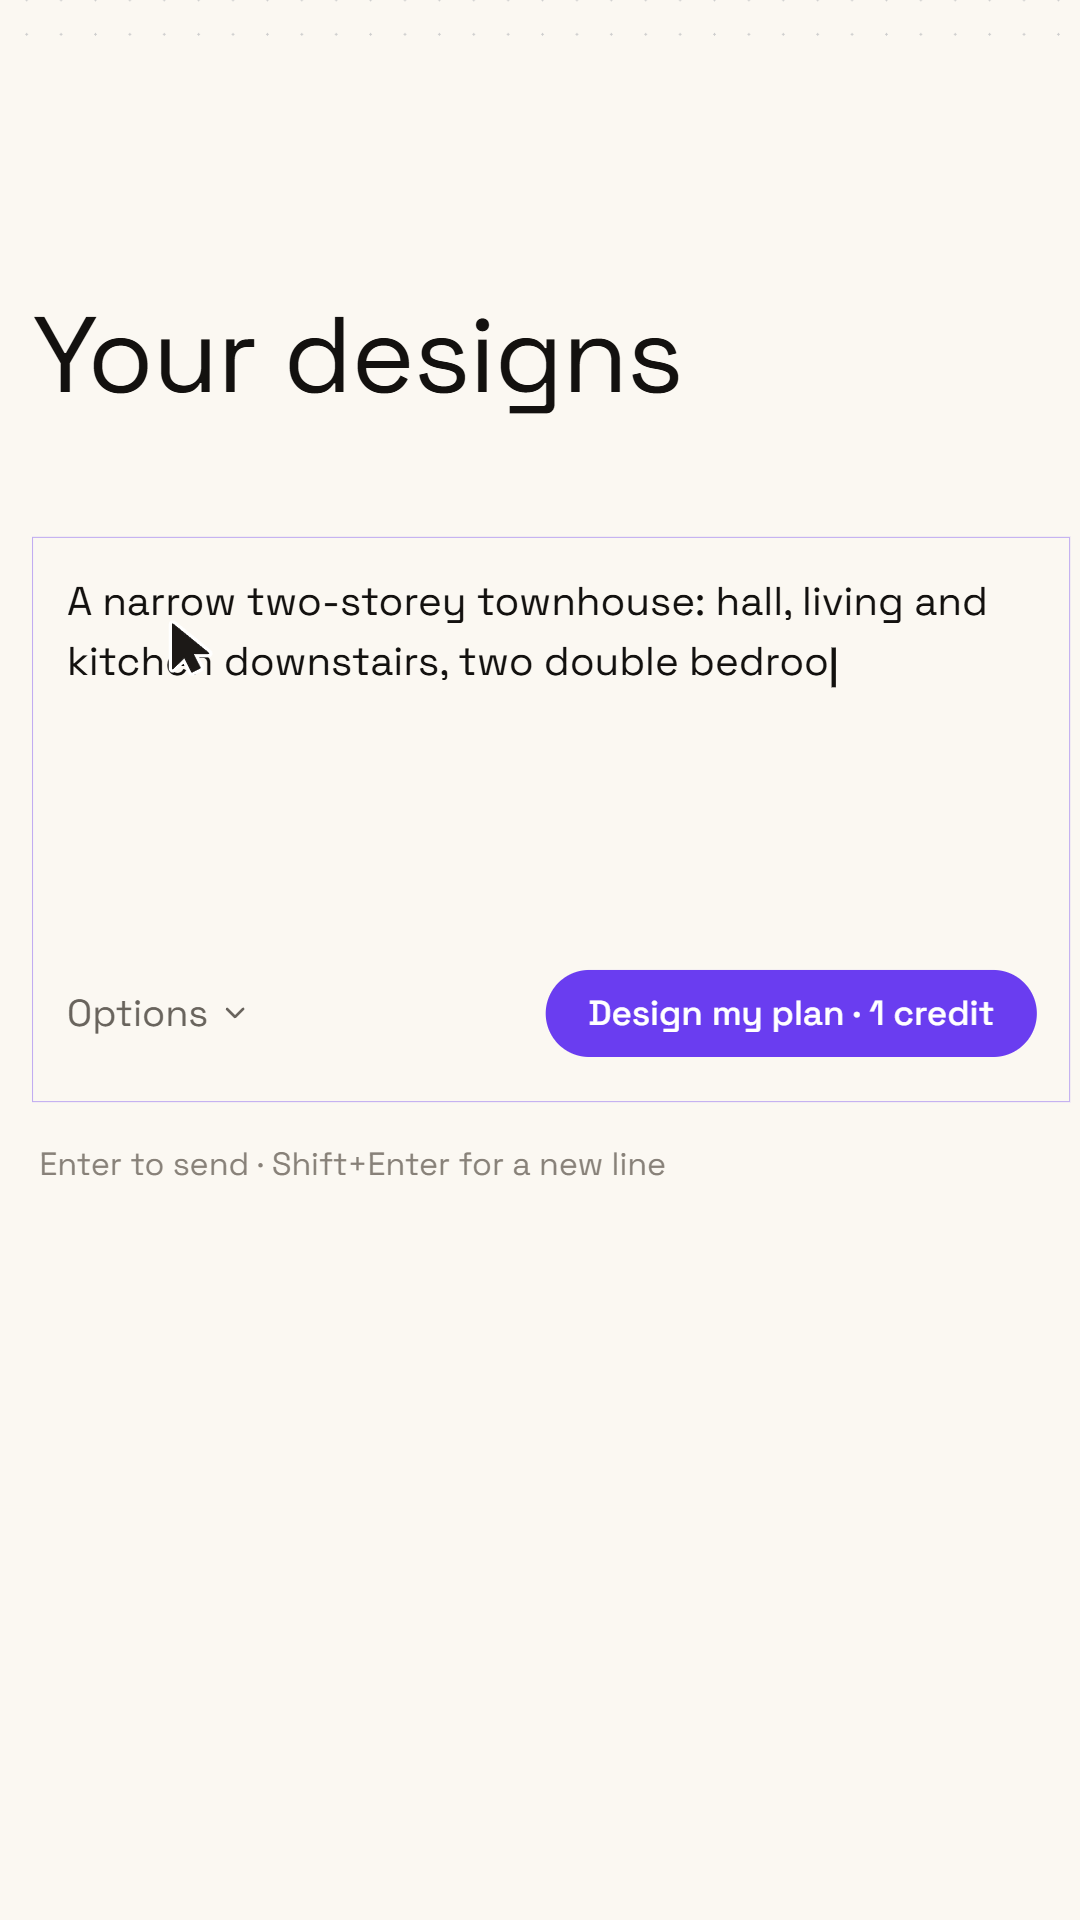 Your designs
A narrow two-storey townhouse: hall, living and
kitchen downstairs, two double bedroo
Options
Design my plan · 1 credit
Enter to send · Shift+Enter for a new line